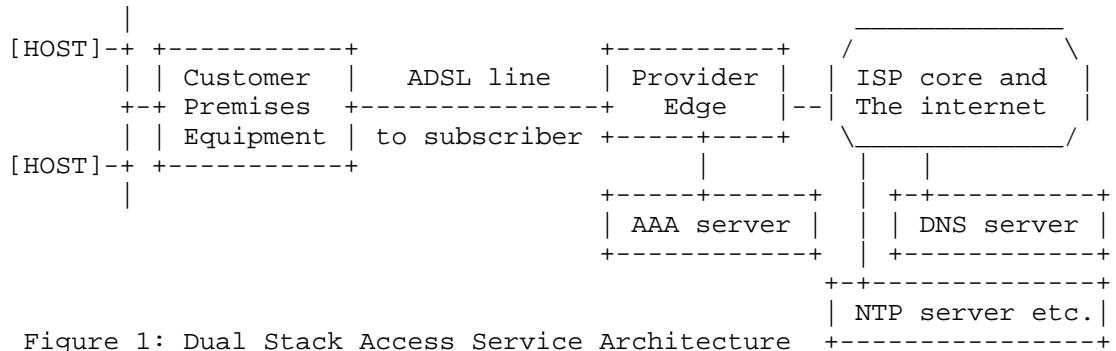 [HOST]
Customer ADSL line Provider ISP core and
Premises Edge The internet
Equipment to subscriber
[HOST]
AAA server DNS server
NTP server etc.
Figure 1: Dual Stack Access Service Architecture